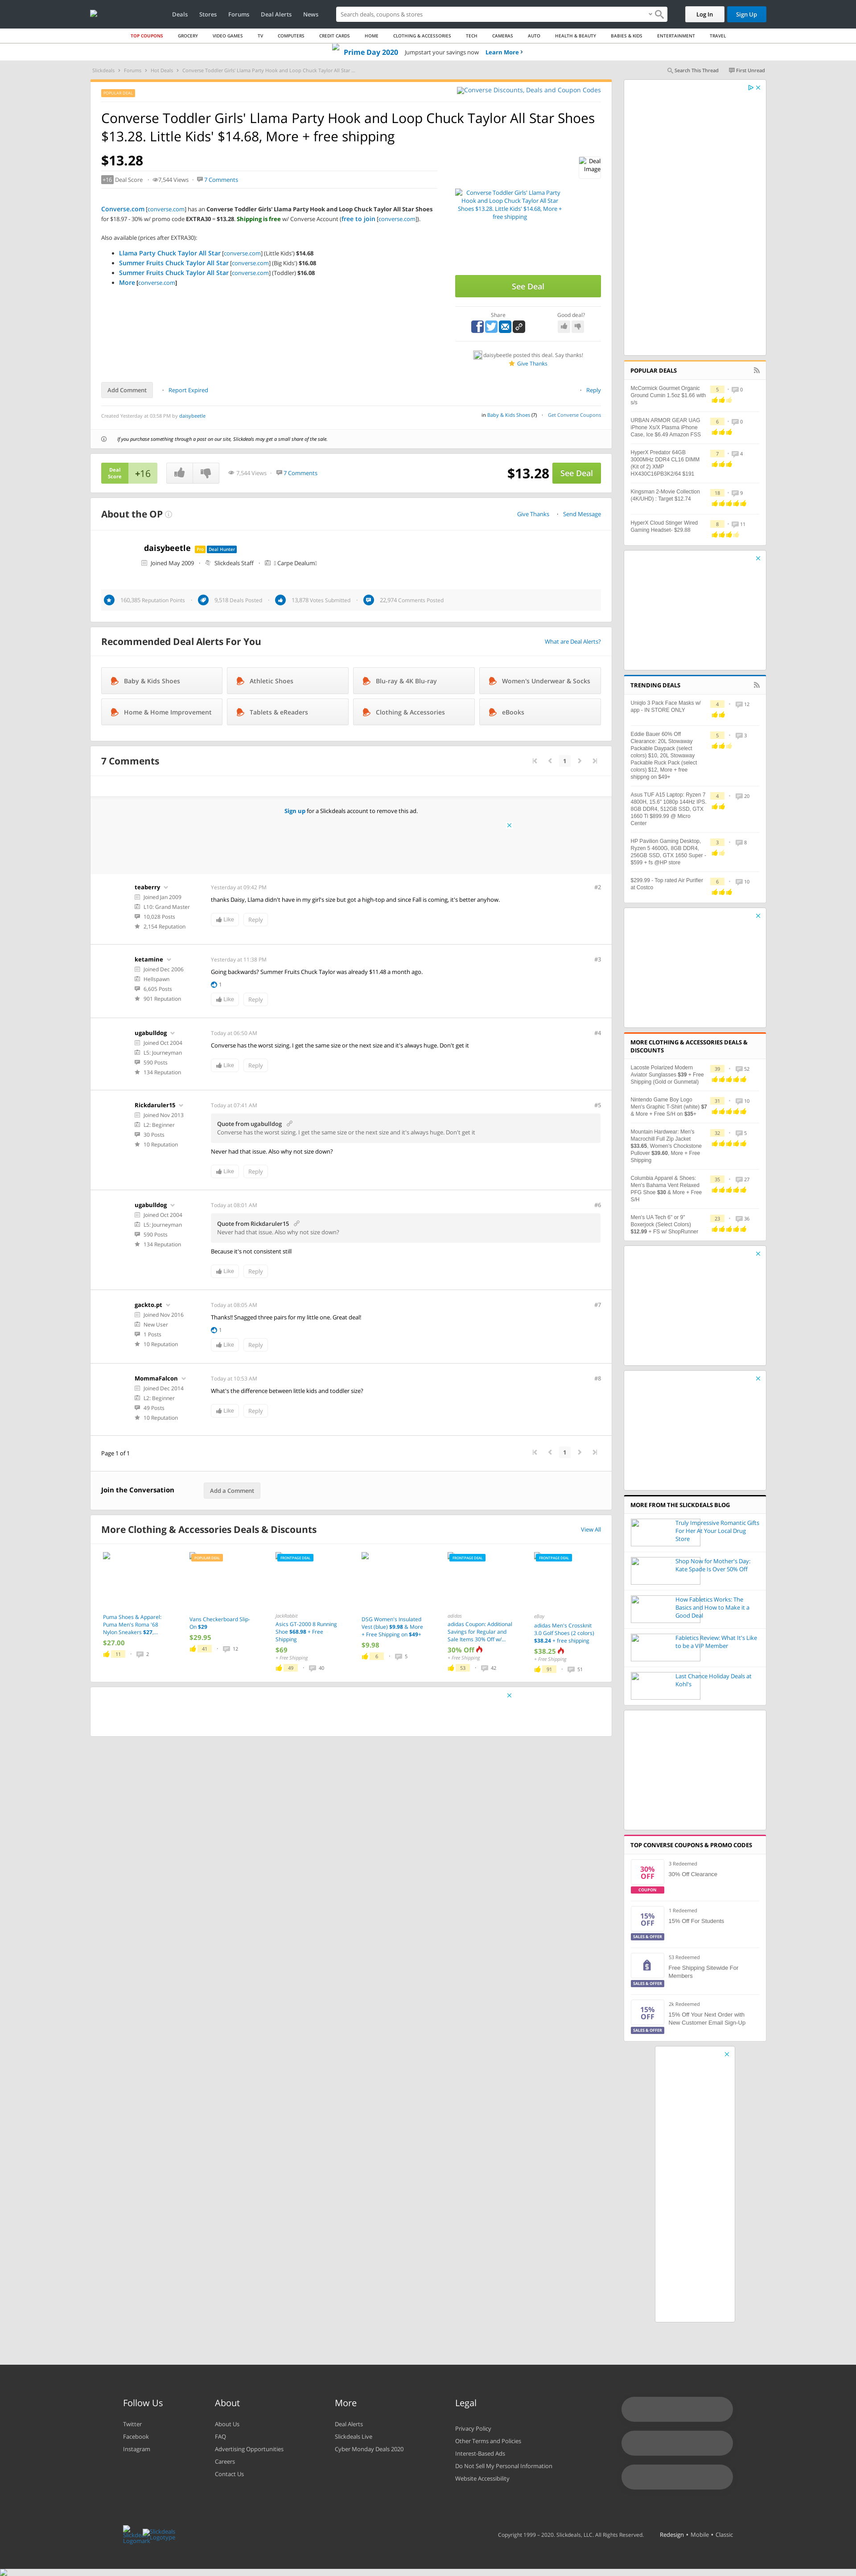 Deals Stores Forums Deal Alerts News Search deals, coupons & stores Log In Sign Up
TOP COUPONS GROCERY VIDEO GAMES TV COMPUTERS CREDIT CARDS HOME CLOTHING & ACCESSORIES TECH CAMERAS AUTO HEALTH & BEAUTY BABIES & KIDS ENTERTAINMENT TRAVEL
Prime Day 2020 Jumpstart your savings now Learn More
Slickdeals Forums Hot Deals Converse Toddler Girls' Llama Party Hook and Loop Chuck Taylor All Star ...
Search This Thread First Unread
POPULAR DEAL
Converse Discounts, Deals and Coupon Codes
Converse Toddler Girls' Llama Party Hook and Loop Chuck Taylor All Star Shoes
$13.28. Little Kids' $14.68, More + free shipping
$13.28
+16 Deal Score 7,544 Views 7 Comments
Deal Image
Converse.com [converse.com] has an Converse Toddler Girls' Llama Party Hook and Loop Chuck Taylor All Star Shoes
for $18.97 - 30% w/ promo code EXTRA30 = $13.28. Shipping is free w/ Converse Account (free to join [converse.com]).
Also available (prices after EXTRA30):
Llama Party Chuck Taylor All Star [converse.com] (Little Kids') $14.68
Summer Fruits Chuck Taylor All Star [converse.com] (Big Kids') $16.08
Summer Fruits Chuck Taylor All Star [converse.com] (Toddler) $16.08
More [converse.com]
Converse Toddler Girls' Llama Party
Hook and Loop Chuck Taylor All Star
Shoes $13.28. Little Kids' $14.68, More +
free shipping
See Deal
Share Good deal?
daisybeetle posted this deal. Say thanks!
Give Thanks
Add Comment Report Expired Reply
Created Yesterday at 03:58 PM by daisybeetle
in Baby & Kids Shoes (7) Get Converse Coupons
If you purchase something through a post on our site, Slickdeals may get a small share of the sale.
Deal Score +16 7,544 Views 7 Comments $13.28 See Deal
About the OP Give Thanks Send Message
daisybeetle Pro Deal Hunter
Joined May 2009 Slickdeals Staff Carpe Dealum
160,385 Reputation Points 9,518 Deals Posted 13,878 Votes Submitted 22,974 Comments Posted
Recommended Deal Alerts For You What are Deal Alerts?
Baby & Kids Shoes Athletic Shoes Blu-ray & 4K Blu-ray Women's Underwear & Socks
Home & Home Improvement Tablets & eReaders Clothing & Accessories eBooks
7 Comments 1
Sign up for a Slickdeals account to remove this ad.
teaberry Yesterday at 09:42 PM #2
Joined Jan 2009
L10: Grand Master
10,028 Posts
2,154 Reputation
thanks Daisy, Llama didn't have in my girl's size but got a high-top and since Fall is coming, it's better anyhow.
Like Reply
ketamine Yesterday at 11:38 PM #3
Joined Dec 2006
Hellspawn
6,605 Posts
901 Reputation
Going backwards? Summer Fruits Chuck Taylor was already $11.48 a month ago.
1
Like Reply
ugabulldog Today at 06:50 AM #4
Joined Oct 2004
L5: Journeyman
590 Posts
134 Reputation
Converse has the worst sizing. I get the same size or the next size and it's always huge. Don't get it
Like Reply
Rickdaruler15 Today at 07:41 AM #5
Joined Nov 2013
L2: Beginner
30 Posts
10 Reputation
Quote from ugabulldog
Converse has the worst sizing. I get the same size or the next size and it's always huge. Don't get it
Never had that issue. Also why not size down?
Like Reply
ugabulldog Today at 08:01 AM #6
Joined Oct 2004
L5: Journeyman
590 Posts
134 Reputation
Quote from Rickdaruler15
Never had that issue. Also why not size down?
Because it's not consistent still
Like Reply
gackto.pt Today at 08:05 AM #7
Joined Nov 2016
New User
1 Posts
10 Reputation
Thanks!! Snagged three pairs for my little one. Great deal!
1
Like Reply
MommaFalcon Today at 10:53 AM #8
Joined Dec 2014
L2: Beginner
49 Posts
10 Reputation
What's the difference between little kids and toddler size?
Like Reply
Page 1 of 1 1
Join the Conversation Add a Comment
More Clothing & Accessories Deals & Discounts View All
Puma Shoes & Apparel: Puma Men's Roma '68 Nylon Sneakers $27,...
$27.00
11 2
POPULAR DEAL
Vans Checkerboard Slip-On $29
$29.95
41 12
FRONTPAGE DEAL
JackRabbit
Asics GT-2000 8 Running Shoe $68.98 + Free Shipping
$69
+ Free Shipping
49 40
DSG Women's Insulated Vest (blue) $9.98 & More + Free Shipping on $49+
$9.98
6 5
FRONTPAGE DEAL
adidas
adidas Coupon: Additional Savings for Regular and Sale Items 30% Off w/...
30% Off
+ Free Shipping
53 42
FRONTPAGE DEAL
eBay
adidas Men's Crossknit 3.0 Golf Shoes (2 colors) $38.24 + free shipping
$38.25
+ Free Shipping
91 51
POPULAR DEALS
McCormick Gourmet Organic Ground Cumin 1.5oz $1.66 with s/s 5 0
URBAN ARMOR GEAR UAG iPhone Xs/X Plasma iPhone Case, Ice $6.49 Amazon FSS 6 0
HyperX Predator 64GB 3000MHz DDR4 CL16 DIMM (Kit of 2) XMP HX430C16PB3K2/64 $191 7 4
Kingsman 2-Movie Collection (4K/UHD) : Target $12.74 18 9
HyperX Cloud Stinger Wired Gaming Headset- $29.88 8 11
TRENDING DEALS
Uniqlo 3 Pack Face Masks w/ app - IN STORE ONLY 4 12
Eddie Bauer 60% Off Clearance: 20L Stowaway Packable Daypack (select colors) $10, 20L Stowaway Packable Ruck Pack (select colors) $12, More + free shipping on $49+ 5 3
Asus TUF A15 Laptop: Ryzen 7 4800H, 15.6" 1080p 144Hz IPS, 8GB DDR4, 512GB SSD, GTX 1660 Ti $899.99 @ Micro Center 4 20
HP Pavilion Gaming Desktop, Ryzen 5 4600G, 8GB DDR4, 256GB SSD, GTX 1650 Super - $599 + fs @HP store 3 8
$299.99 - Top rated Air Purifier at Costco 6 10
MORE CLOTHING & ACCESSORIES DEALS & DISCOUNTS
Lacoste Polarized Modern Aviator Sunglasses $39 + Free Shipping (Gold or Gunmetal) 39 52
Nintendo Game Boy Logo Men's Graphic T-Shirt (white) $7 & More + Free S/H on $35+ 31 10
Mountain Hardwear: Men's Macrochill Full Zip Jacket $33.65, Women's Chockstone Pullover $39.60, More + Free Shipping 32 5
Columbia Apparel & Shoes: Men's Bahama Vent Relaxed PFG Shoe $30 & More + Free S/H 35 27
Men's UA Tech 6" or 9" Boxerjock (Select Colors) $12.99 + FS w/ ShopRunner 23 36
MORE FROM THE SLICKDEALS BLOG
Truly Impressive Romantic Gifts For Her At Your Local Drug Store
Shop Now for Mother's Day: Kate Spade Is Over 50% Off
How Fabletics Works: The Basics and How to Make it a Good Deal
Fabletics Review: What It's Like to be a VIP Member
Last Chance Holiday Deals at Kohl's
TOP CONVERSE COUPONS & PROMO CODES
30% OFF COUPON 3 Redeemed 30% Off Clearance
15% OFF SALES & OFFER 1 Redeemed 15% Off For Students
SALES & OFFER 53 Redeemed Free Shipping Sitewide For Members
15% OFF SALES & OFFER 2k Redeemed 15% Off Your Next Order with New Customer Email Sign-Up
Follow Us
Twitter
Facebook
Instagram
About
About Us
FAQ
Advertising Opportunities
Careers
Contact Us
More
Deal Alerts
Slickdeals Live
Cyber Monday Deals 2020
Legal
Privacy Policy
Other Terms and Policies
Interest-Based Ads
Do Not Sell My Personal Information
Website Accessibility
Slickdeals Logomark Slickdeals Logotype
Copyright 1999 – 2020. Slickdeals, LLC. All Rights Reserved. Redesign • Mobile • Classic